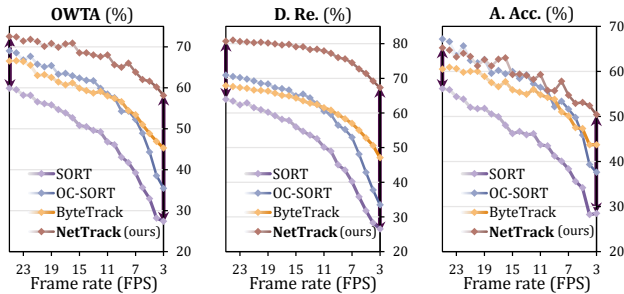 OWTA (%)
70
60
50
40
30
SORT
OC-SORT
ByteTrack
NetTrack (ours)
23 19 15 11 7 3
Frame rate (FPS)
D. Re. (%)
80
70
60
50
40
30
20
SORT
OC-SORT
ByteTrack
NetTrack (ours)
23 19 15 11 7 3
Frame rate (FPS)
A. Acc. (%)
70
60
50
40
30
20
SORT
OC-SORT
ByteTrack
NetTrack (ours)
23 19 15 11 7 3
Frame rate (FPS)